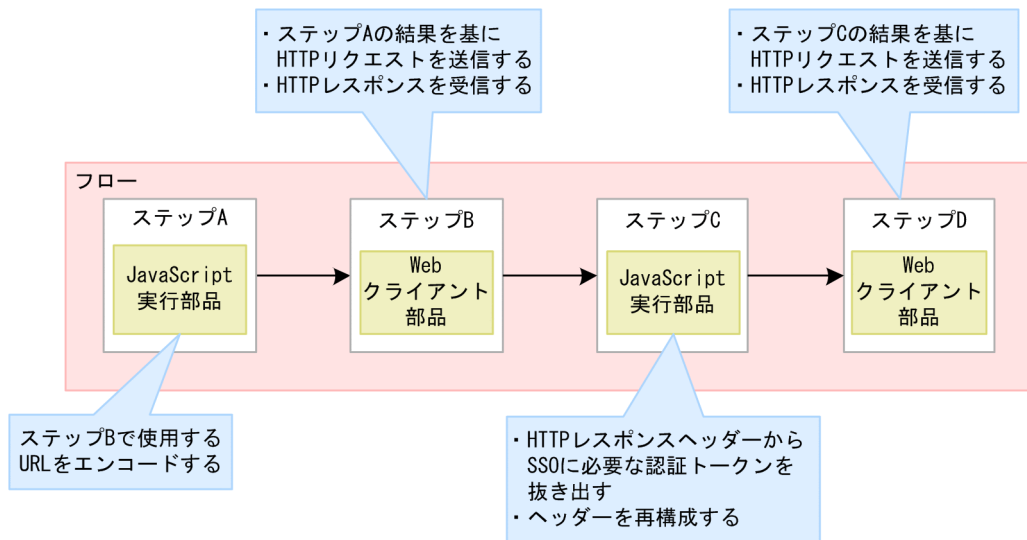 ・ステップAの結果を基に
HTTPリクエストを送信する
・HTTPレスポンスを受信する
・ステップCの結果を基に
HTTPリクエストを送信する
・HTTPレスポンスを受信する
フロー
ステップA
JavaScript
実行部品
ステップB
Web
クライアント
部品
ステップC
JavaScript
実行部品
ステップD
Web
クライアント
部品
ステップBで使用する
URLをエンコードする
・HTTPレスポンスヘッダーから
SSOに必要な認証トークンを
抜き出す
・ヘッダーを再構成する